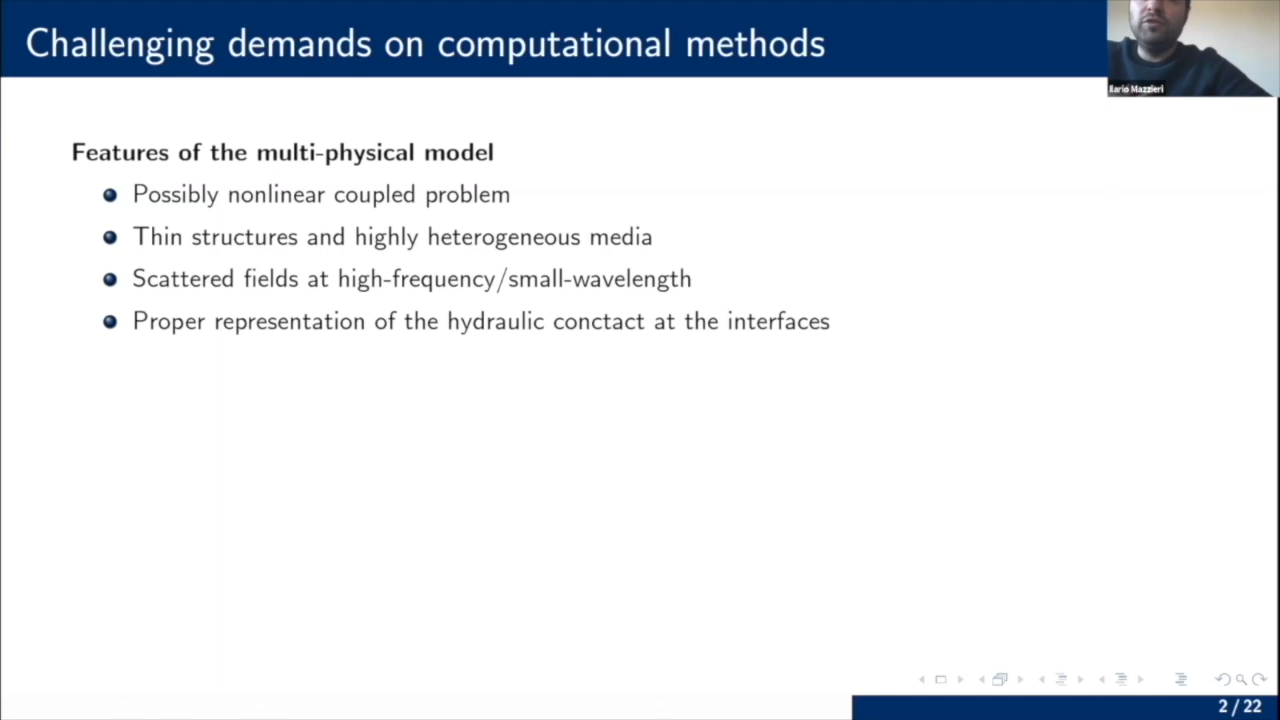 Challenging demands on computational methods
Ilario Mazzieri
Features of the multi-physical model
Possibly nonlinear coupled problem
Thin structures and highly heterogeneous media
Scattered fields at high-frequency/small-wavelength
Proper representation of the hydraulic conctact at the interfaces
2 / 22